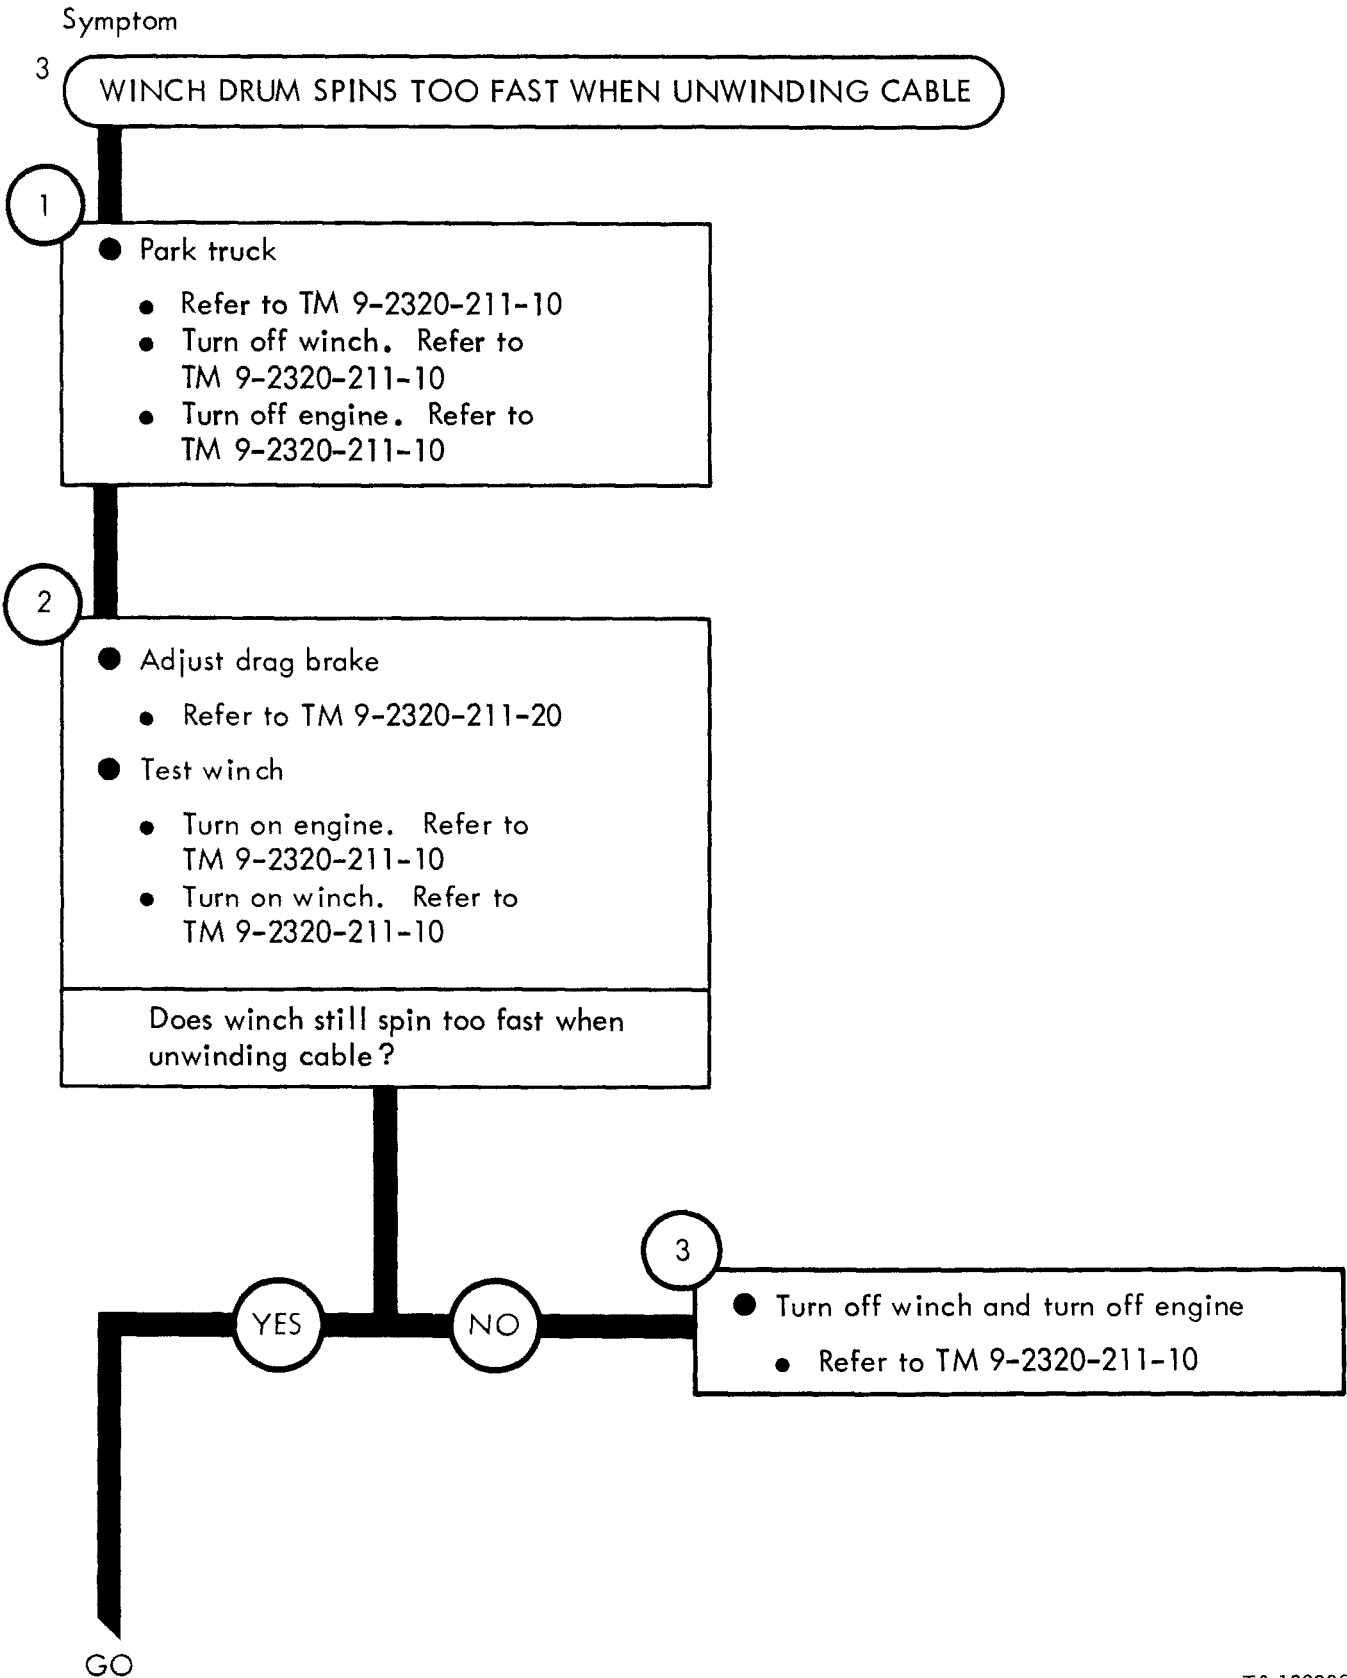 Symptom
3
WINCH DRUM SPINS TOO FAST WHEN UNWINDING CABLE
1
● Park truck
● Refer to TM 9-2320-211-10
● Turn off winch. Refer to
TM 9-2320-211-10
● Turn off engine. Refer to
TM 9-2320-211-10
2
● Adjust drag brake
● Refer to TM 9-2320-211-20
● Test winch
● Turn on engine. Refer to
TM 9-2320-211-10
● Turn on winch. Refer to
TM 9-2320-211-10
Does winch still spin too fast when
unwinding cable?
3
● Turn off winch and turn off engine
● Refer to TM 9-2320-211-10
YES
NO
GO